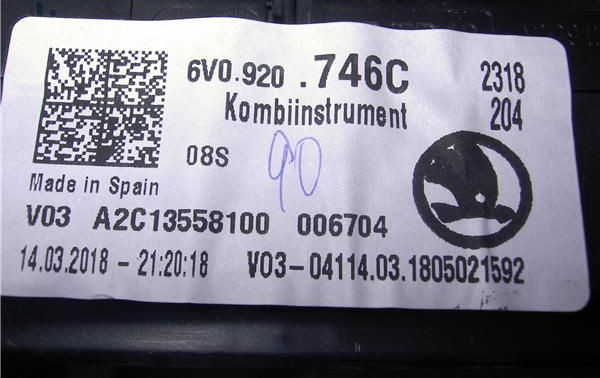 6V0.920 .746C 2318
Kombiinstrument 204
08S 90
Made in Spain
V03 A2C13558100 006704
14.03.2018 - 21:20:18 V03-04114.03.1805021592